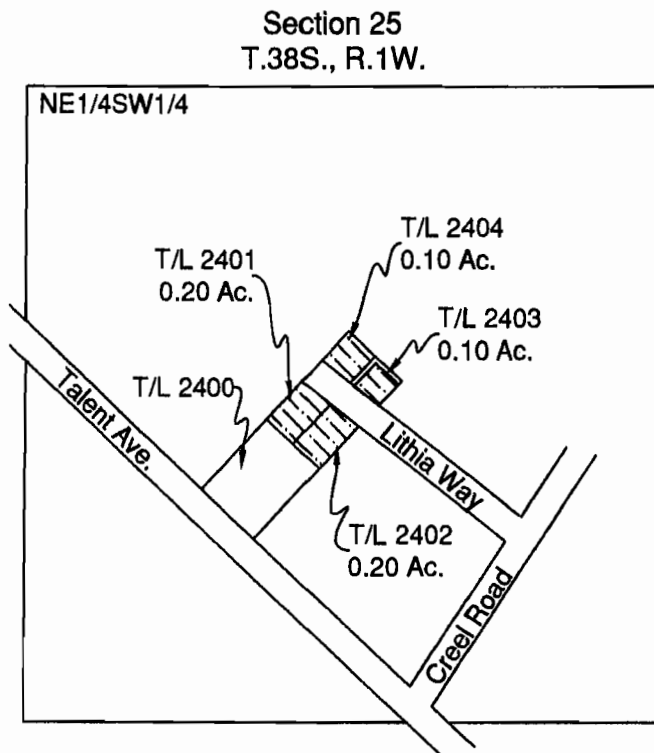 Section 25
T.38S., R.1W.
NE1/4SW1/4
T/L 2404
0.10 Ac.
T/L 2401
0.20 Ac.
T/L 2403
0.10 Ac.
T/L 2400
Talent Ave.
Lithia Way
T/L 2402
0.20 Ac.
Creel Road